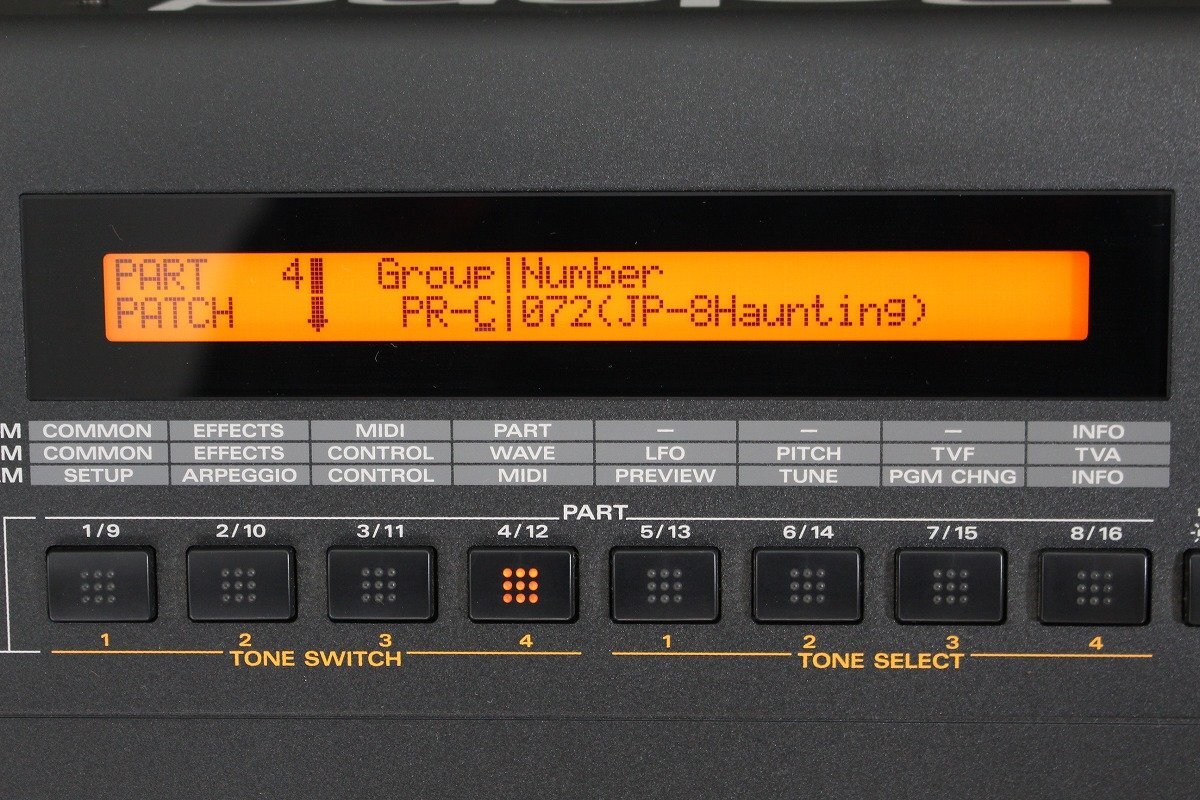 PART 4 Group|Number
PATCH PR-C|072(JP-8Haunting)
M COMMON EFFECTS MIDI PART — — — INFO
M COMMON EFFECTS CONTROL WAVE LFO PITCH TVF TVA
M SETUP ARPEGGIO CONTROL MIDI PREVIEW TUNE PGM CHNG INFO
PART
1/9 2/10 3/11 4/12 5/13 6/14 7/15 8/16
1 2 3 4 1 2 3 4
TONE SWITCH TONE SELECT